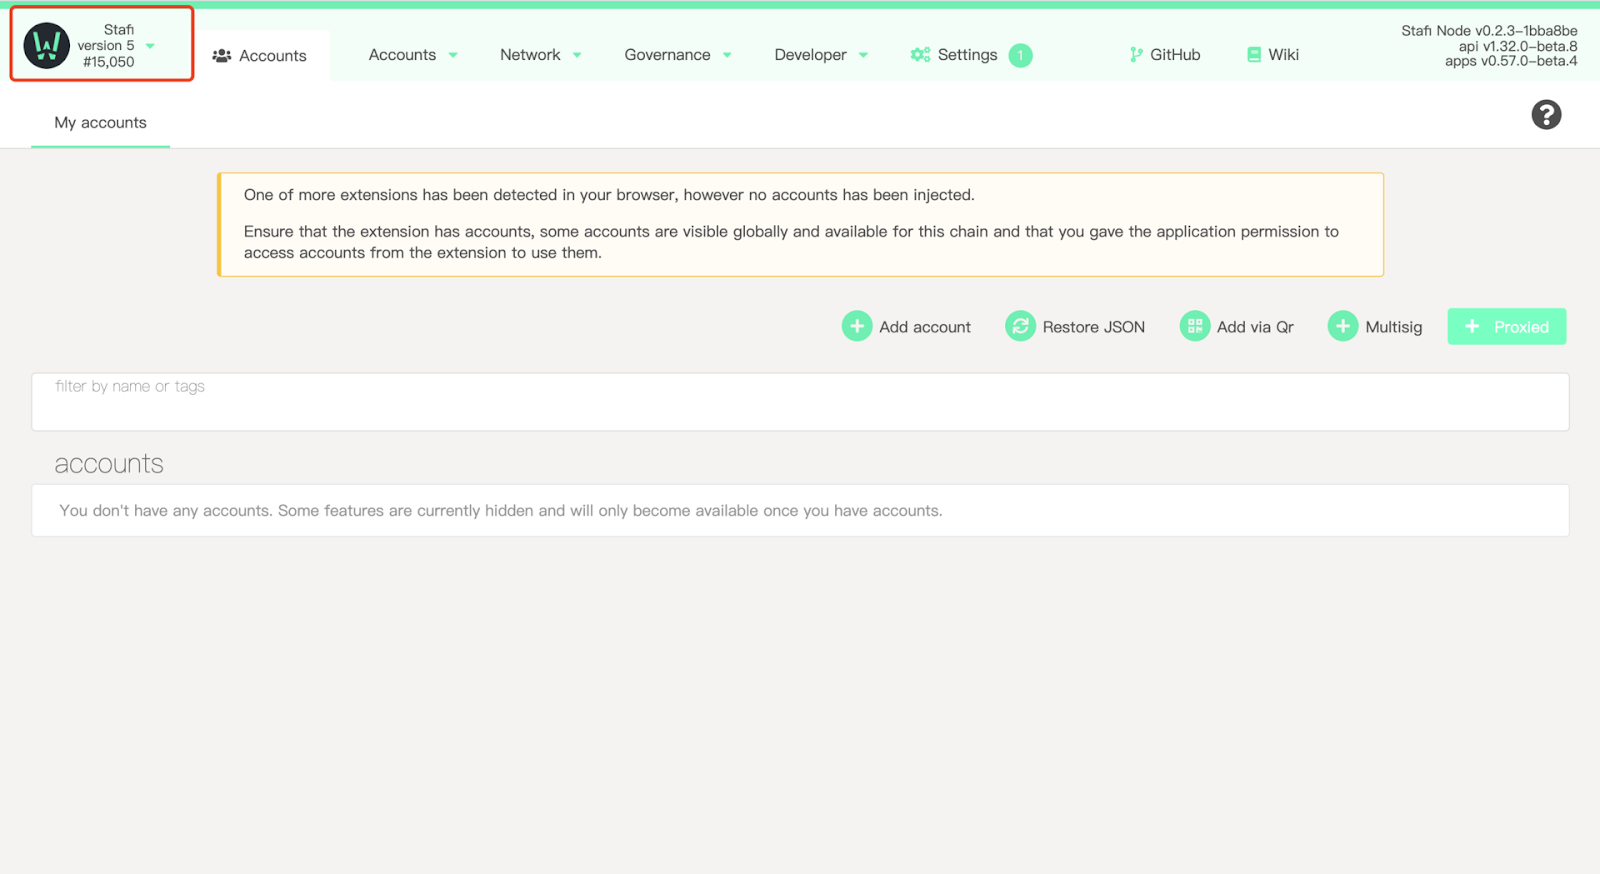 Stafi
version 5
#15,050
Accounts
Accounts
Network
Governance
Developer
Settings
1
GitHub
Wiki
Stafi Node v0.2.3-1bba8be
api v1.32.0-beta.8
apps v0.57.0-beta.4
My accounts
?
One of more extensions has been detected in your browser, however no accounts has been injected.
Ensure that the extension has accounts, some accounts are visible globally and available for this chain and that you gave the application permission to
access accounts from the extension to use them.
Add account
Restore JSON
Add via Qr
Multisig
Proxied
filter by name or tags
accounts
You don't have any accounts. Some features are currently hidden and will only become available once you have accounts.